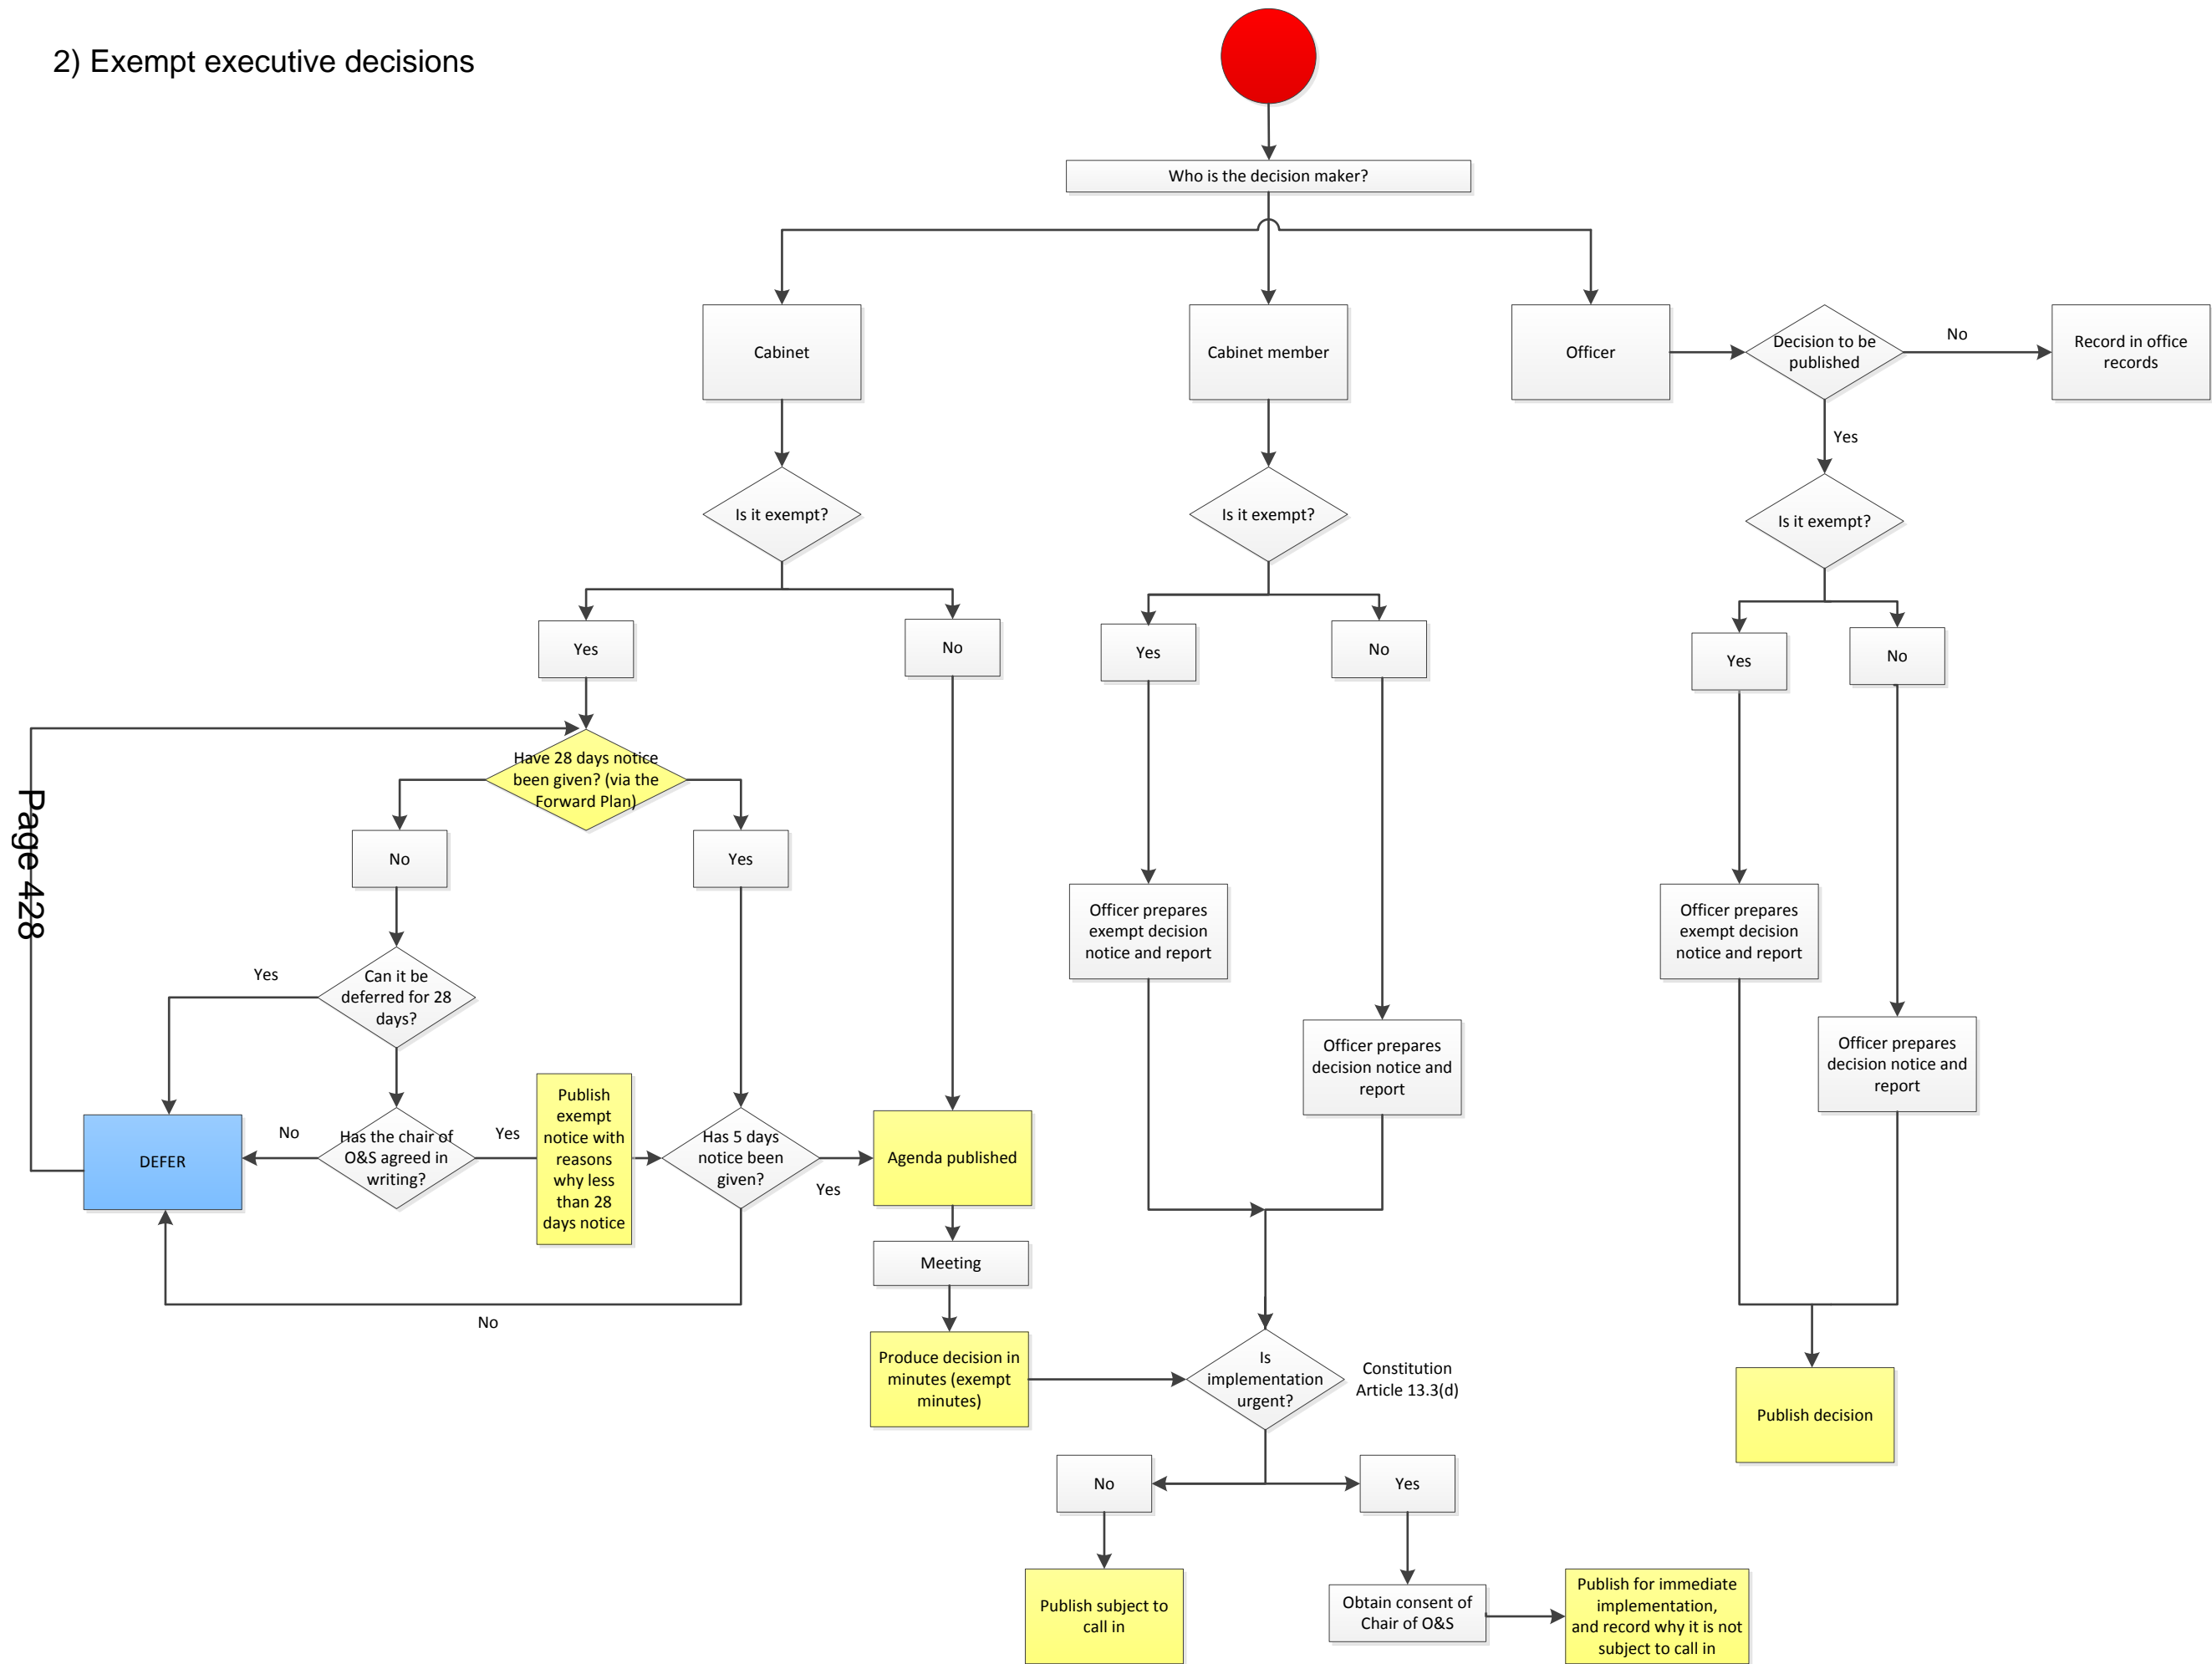 2) Exempt executive decisions
Who is the decision maker?
Cabinet
Cabinet member
Officer
Decision to be
published
No
Record in office
records
Yes
Is it exempt?
Is it exempt?
Is it exempt?
Yes
No
Yes
No
Yes
No
Have 28 days notice
been given? (via the
Forward Plan)
Page 428
No
Yes
Officer prepares
exempt decision
notice and report
Officer prepares
exempt decision
notice and report
Yes
Can it be
deferred for 28
days?
Officer prepares
decision notice and
report
Officer prepares
decision notice and
report
DEFER
No
Has the chair of
O&S agreed in
writing?
Yes
Publish
exempt
notice with
reasons
why less
than 28
days notice
Has 5 days
notice been
given?
Yes
Agenda published
No
Meeting
Produce decision in
minutes (exempt
minutes)
Is
implementation
urgent?
Constitution
Article 13.3(d)
Publish decision
No
Yes
Publish subject to
call in
Obtain consent of
Chair of O&S
Publish for immediate
implementation,
and record why it is not
subject to call in